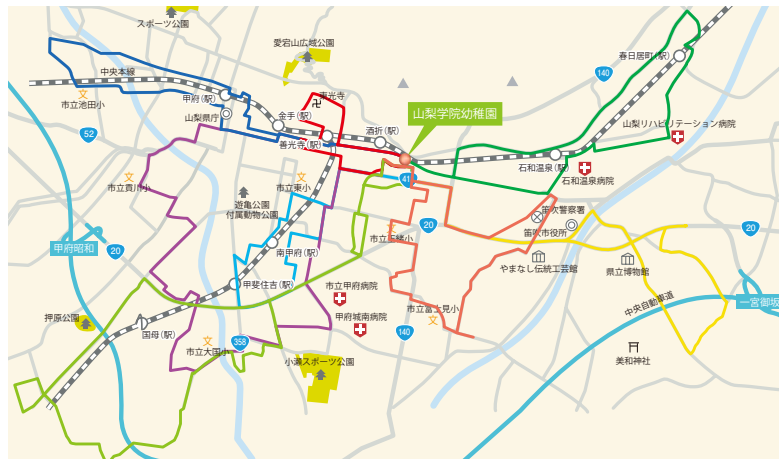 スポーツ公園
愛宕山広域公園
春日居町(駅)
中央本線
140
市立池田小
甲府(駅)
東光寺
山梨県庁
金手(駅)
酒折(駅)
山梨学院幼稚園
山梨リハビリテーション病院
52
善光寺(駅)
石和温泉(駅)
石和温泉病院
市立貢川小
市立東小
41
遊亀公園
付属動物公園
笛吹警察署
20
笛吹市役所
20
甲府昭和
20
市立玉諸小
南甲府(駅)
やまなし伝統工芸館
県立博物館
甲斐住吉(駅)
市立甲府病院
一宮御坂
押原公園
国母(駅)
甲府城南病院
市立富士見小
中央自動車道
市立大国小
358
140
小瀬スポーツ公園
美和神社